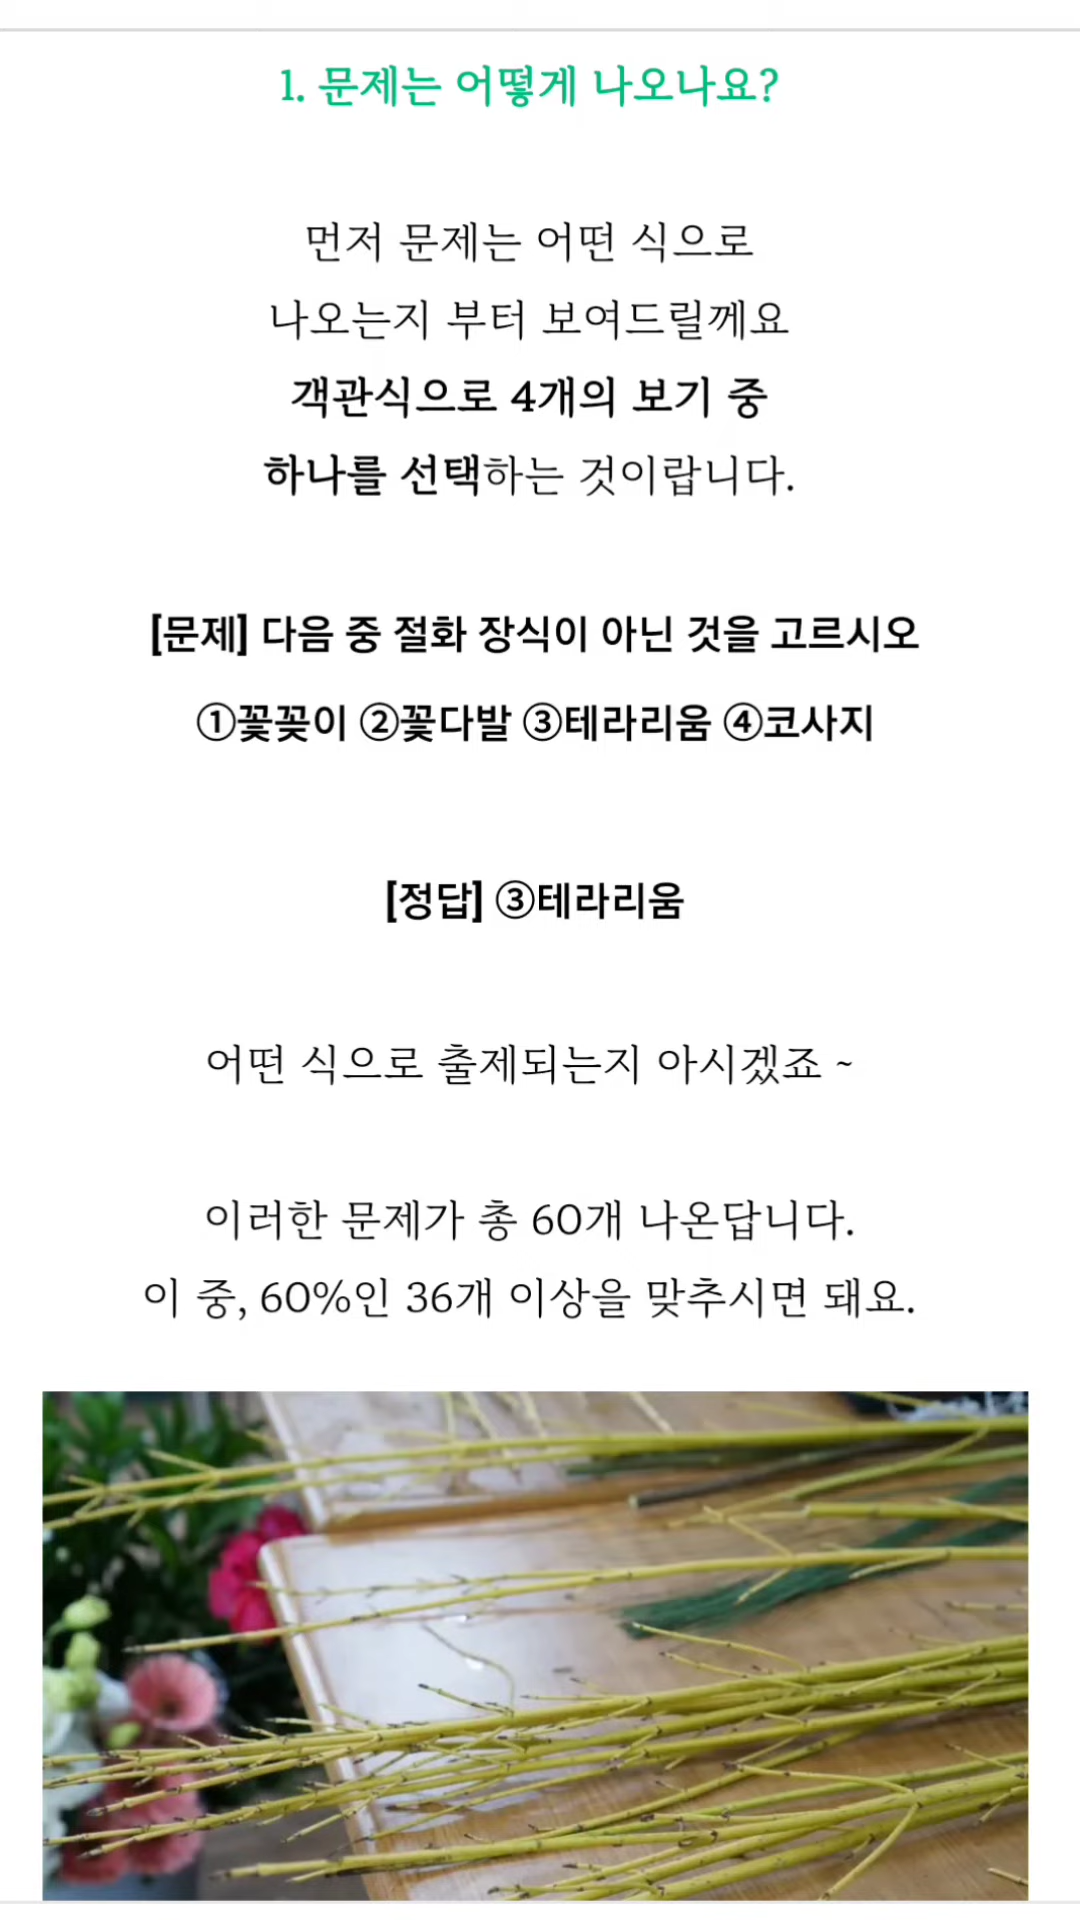 1. 문제는 어떻게 나오나요?
먼저 문제는 어떤 식으로
나오는지 부터 보여드릴께요
객관식으로 4개의 보기 중
하나를 선택하는 것이랍니다.
[문제] 다음 중 절화 장식이 아닌 것을 고르시오
①꽃꽂이 ②꽃다발 ③테라리움 ④코사지
[정답] ③테라리움
어떤 식으로 출제되는지 아시겠죠 ~
이러한 문제가 총 60개 나온답니다.
이 중, 60%인 36개 이상을 맞추시면 돼요.